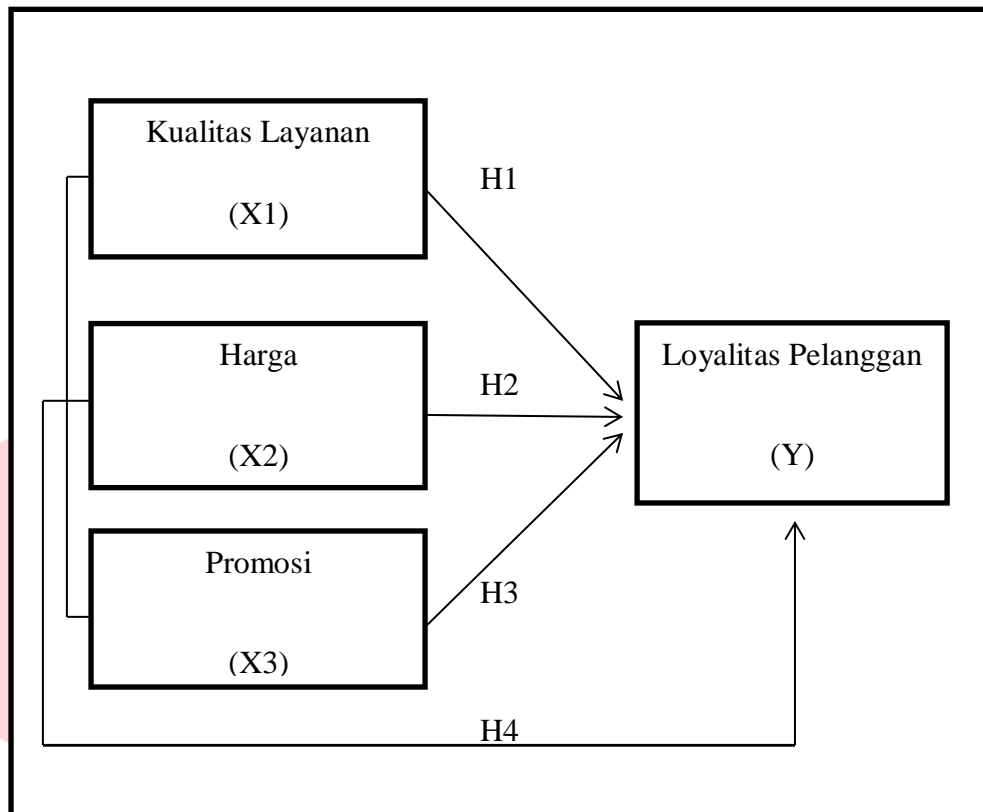 Kualitas Layanan
(X1)
H1
Harga
(X2)
H2
Loyalitas Pelanggan
(Y)
Promosi
(X3)
H3
H4